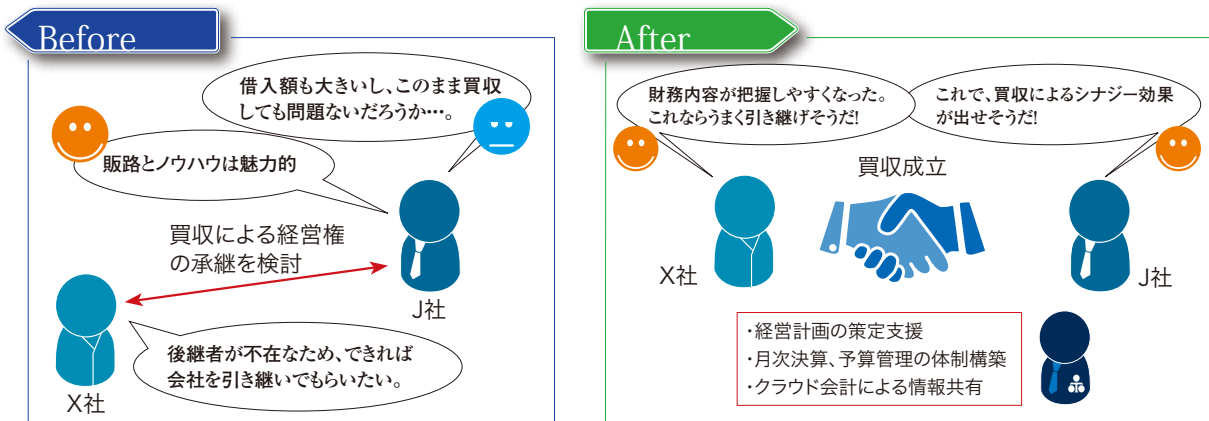 Before
借入額も大きいし、このまま買収
しても問題ないだろうか…。
販路とノウハウは魅力的
買収による経営権
の承継を検討
J社
後継者が不在なため、できれば
会社を引き継いでもらいたい。
X社
After
財務内容が把握しやすくなった。
これならうまく引き継げそうだ!
これで、買収によるシナジー効果
が出せそうだ!
買収成立
X社
J社
・経営計画の策定支援
・月次決算、予算管理の体制構築
・クラウド会計による情報共有